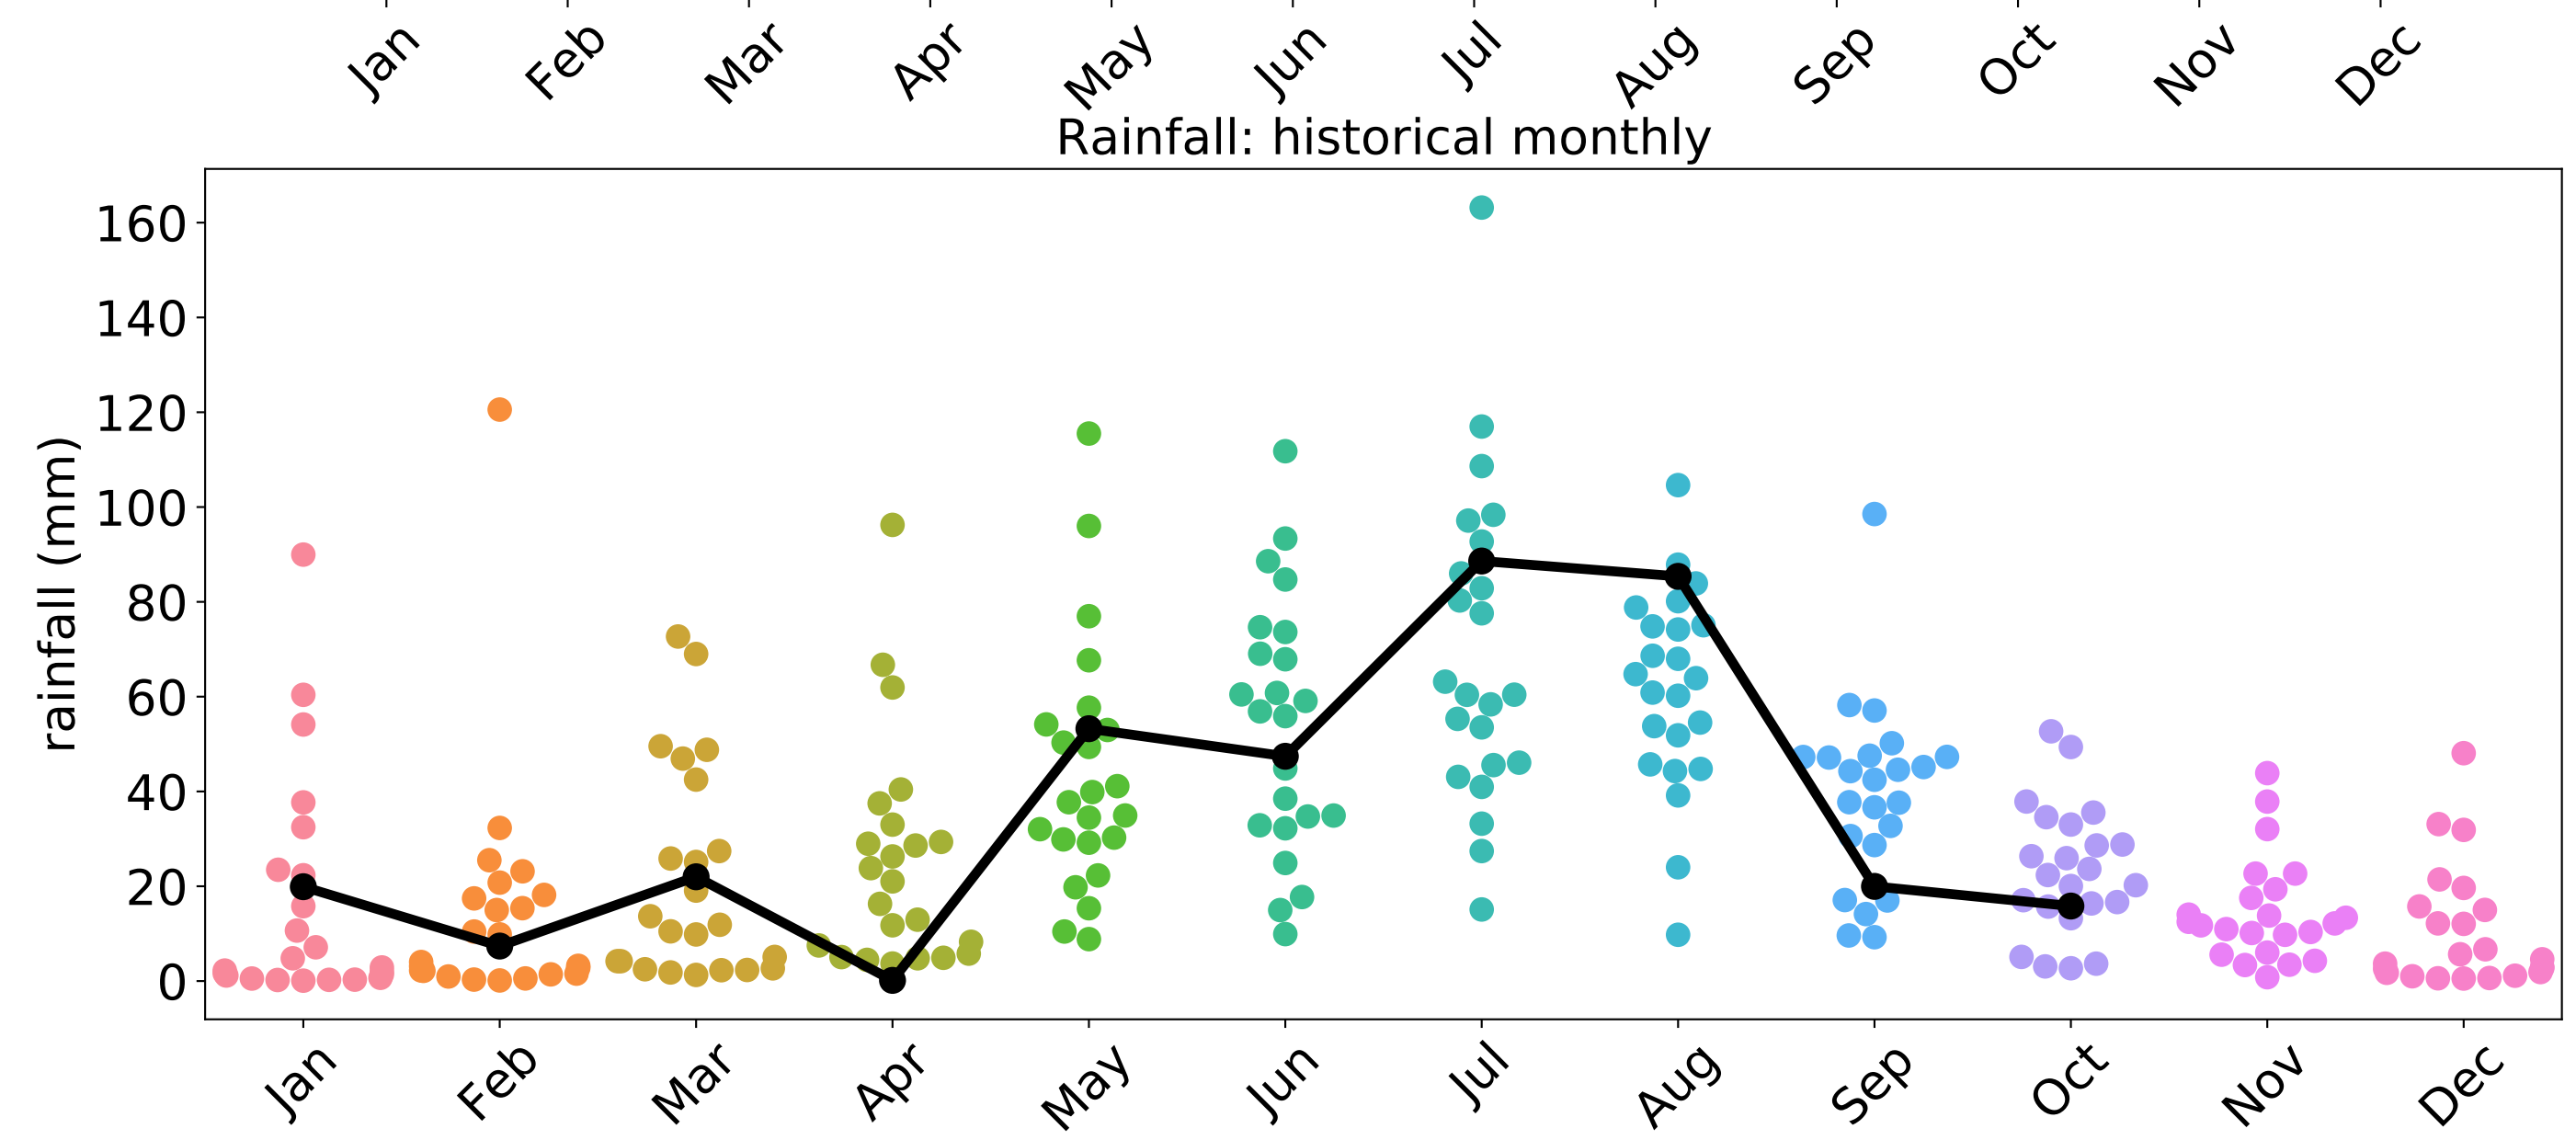 Jan Feb Mar Apr May Jun Jul Aug Sep Oct Nov Dec
Rainfall: historical monthly
160
140
120
100
80
60
40
20
0
rainfall (mm)
Jan Feb Mar Apr May Jun Jul Aug Sep Oct Nov Dec